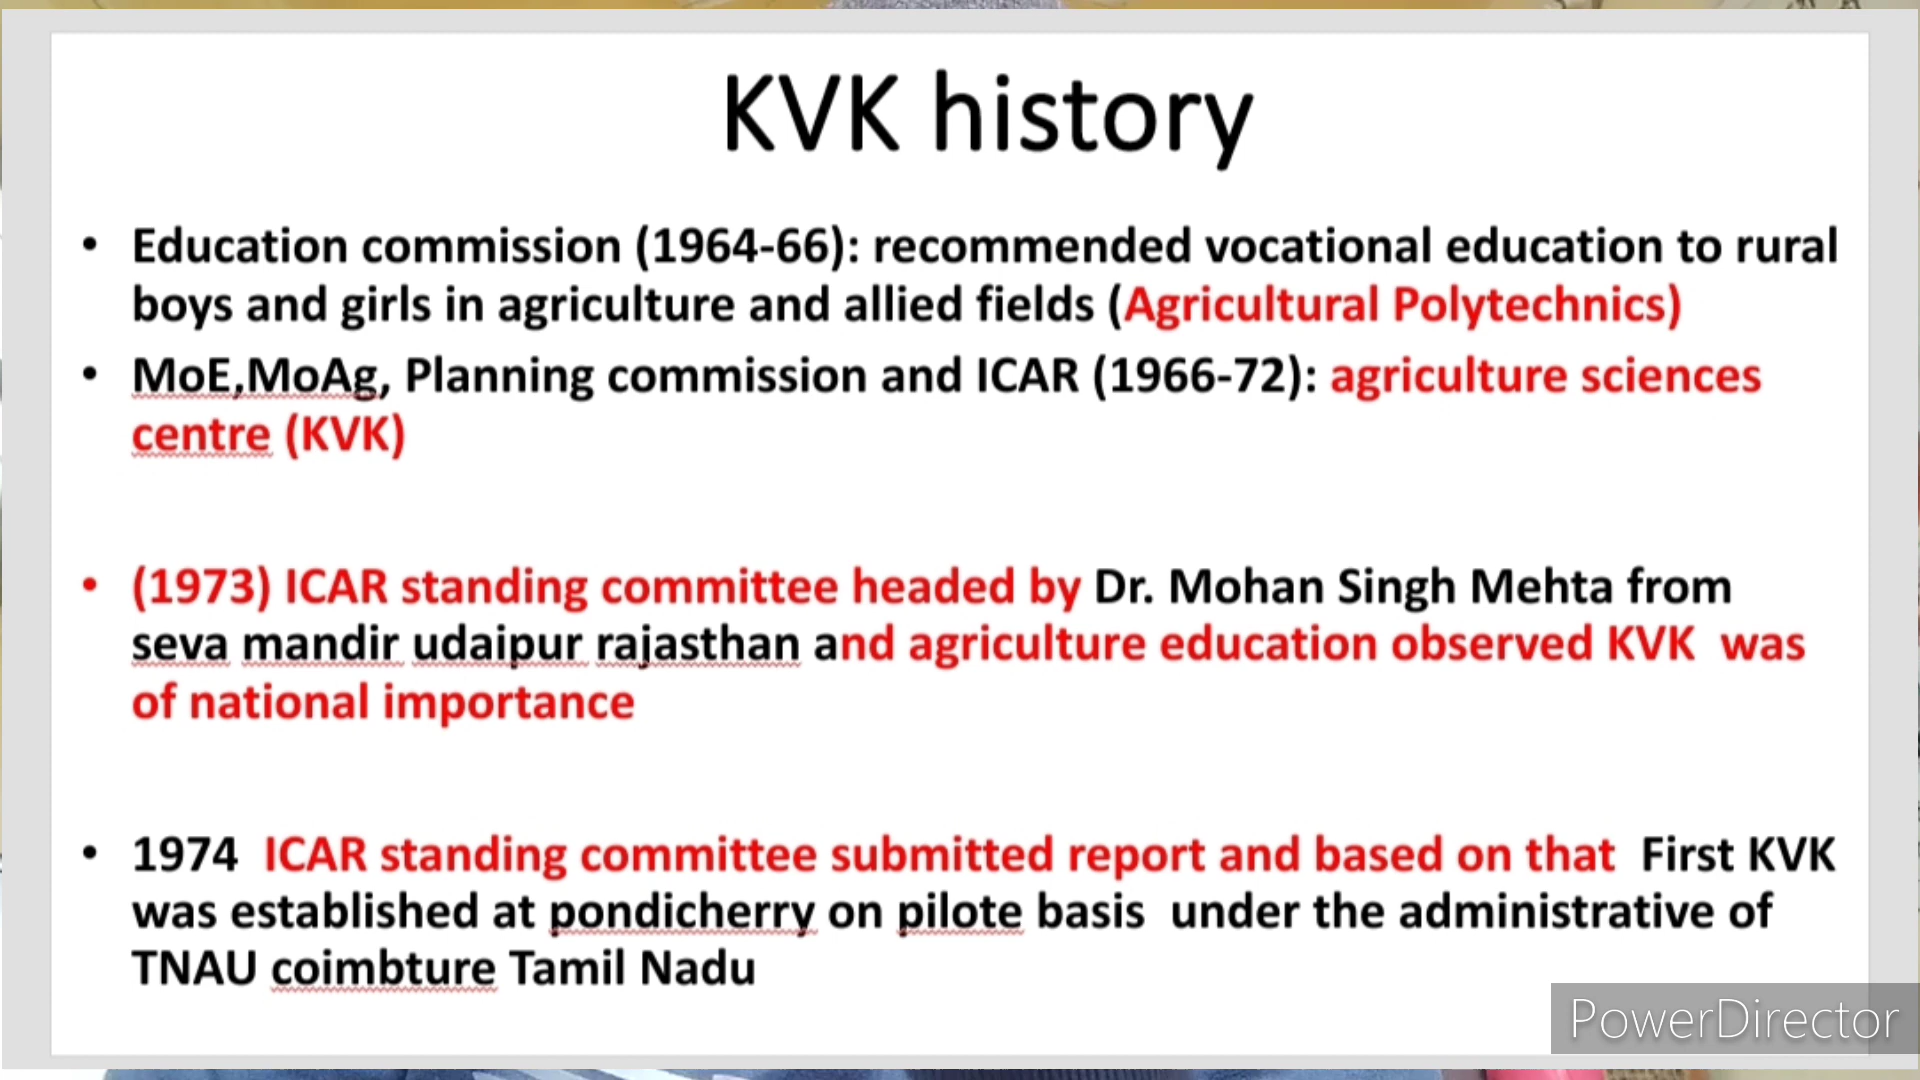 KVK history
• Education commission (1964-66): recommended vocational education to rural
boys and girls in agriculture and allied fields (Agricultural Polytechnics)
• MoE,MoAg, Planning commission and ICAR (1966-72): agriculture sciences
centre (KVK)
• (1973) ICAR standing committee headed by Dr. Mohan Singh Mehta from
seva mandir udaipur rajasthan and agriculture education observed KVK was
of national importance
• 1974 ICAR standing committee submitted report and based on that First KVK
was established at pondicherry on pilote basis under the administrative of
TNAU coimbture Tamil Nadu
PowerDirector